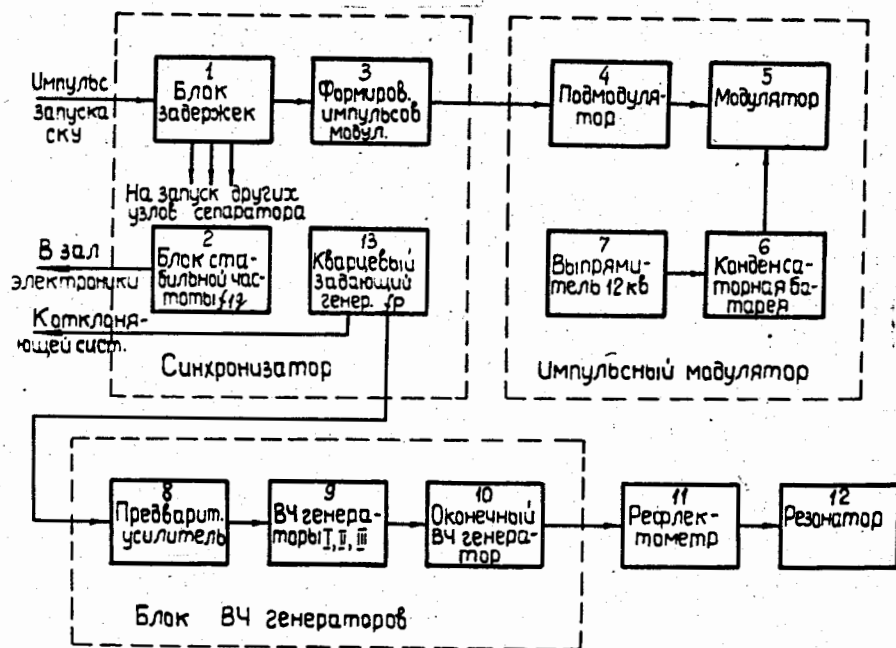 Импульс
запуска
СКУ
1
Блок
задержек
3
Формиров.
импульсов
модул.
4
Подмодуля-
тор
5
Модулятор
На запуск других
узлов сепаратора
В зал
электроники
2
Блок ста-
бильной час-
тоты f1g
13
Кварцевый
задающий
генер. fр
7
Выпрями-
тель 12 кв
6
Конденса-
торная ба-
тарея
К отклоня-
ющей сист.
Синхронизатор
Импульсный модулятор
8
Предварит.
усилитель
9
ВЧ генера-
торы I, II, III
10
Оконечный
ВЧ генера-
тор
11
Рефлекто-
метр
12
Резонатор
Блок ВЧ генераторов